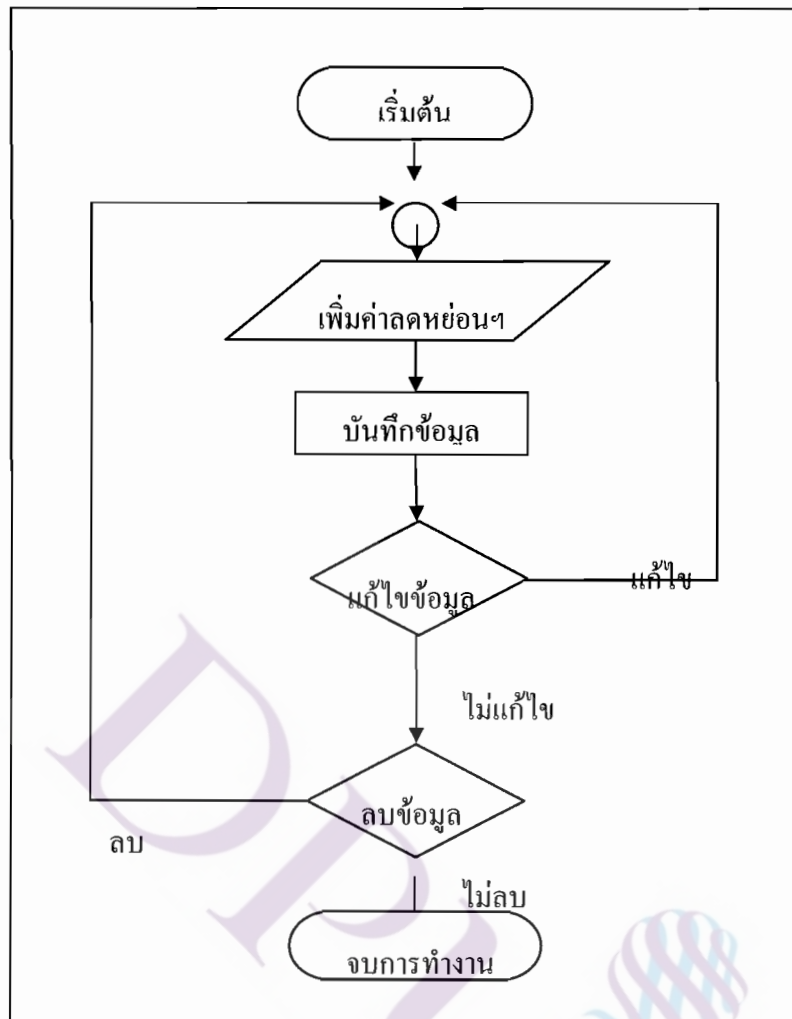 เริ่มต้น
เพิ่มค่าลดหย่อนฯ
บันทึกข้อมูล
แก้ไขข้อมูล
แก้ไข
ไม่แก้ไข
ลบข้อมูล
ลบ
ไม่ลบ
จบการทำงาน
DP